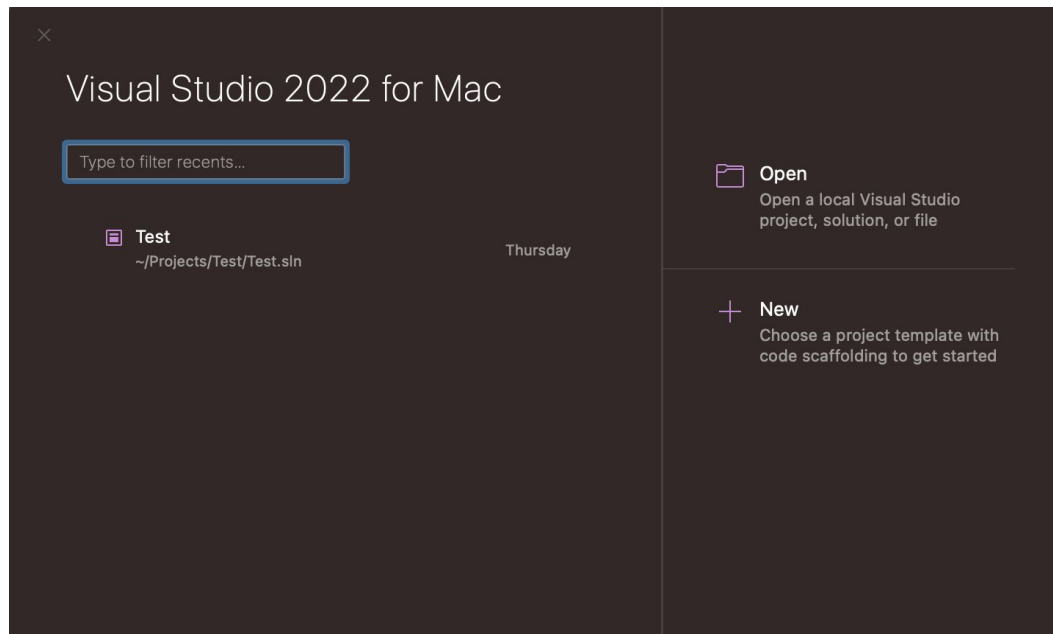 Visual Studio 2022 for Mac
Type to filter recents...
Test
~/Projects/Test/Test.sln
Thursday
Open
Open a local Visual Studio
project, solution, or file
New
Choose a project template with
code scaffolding to get started